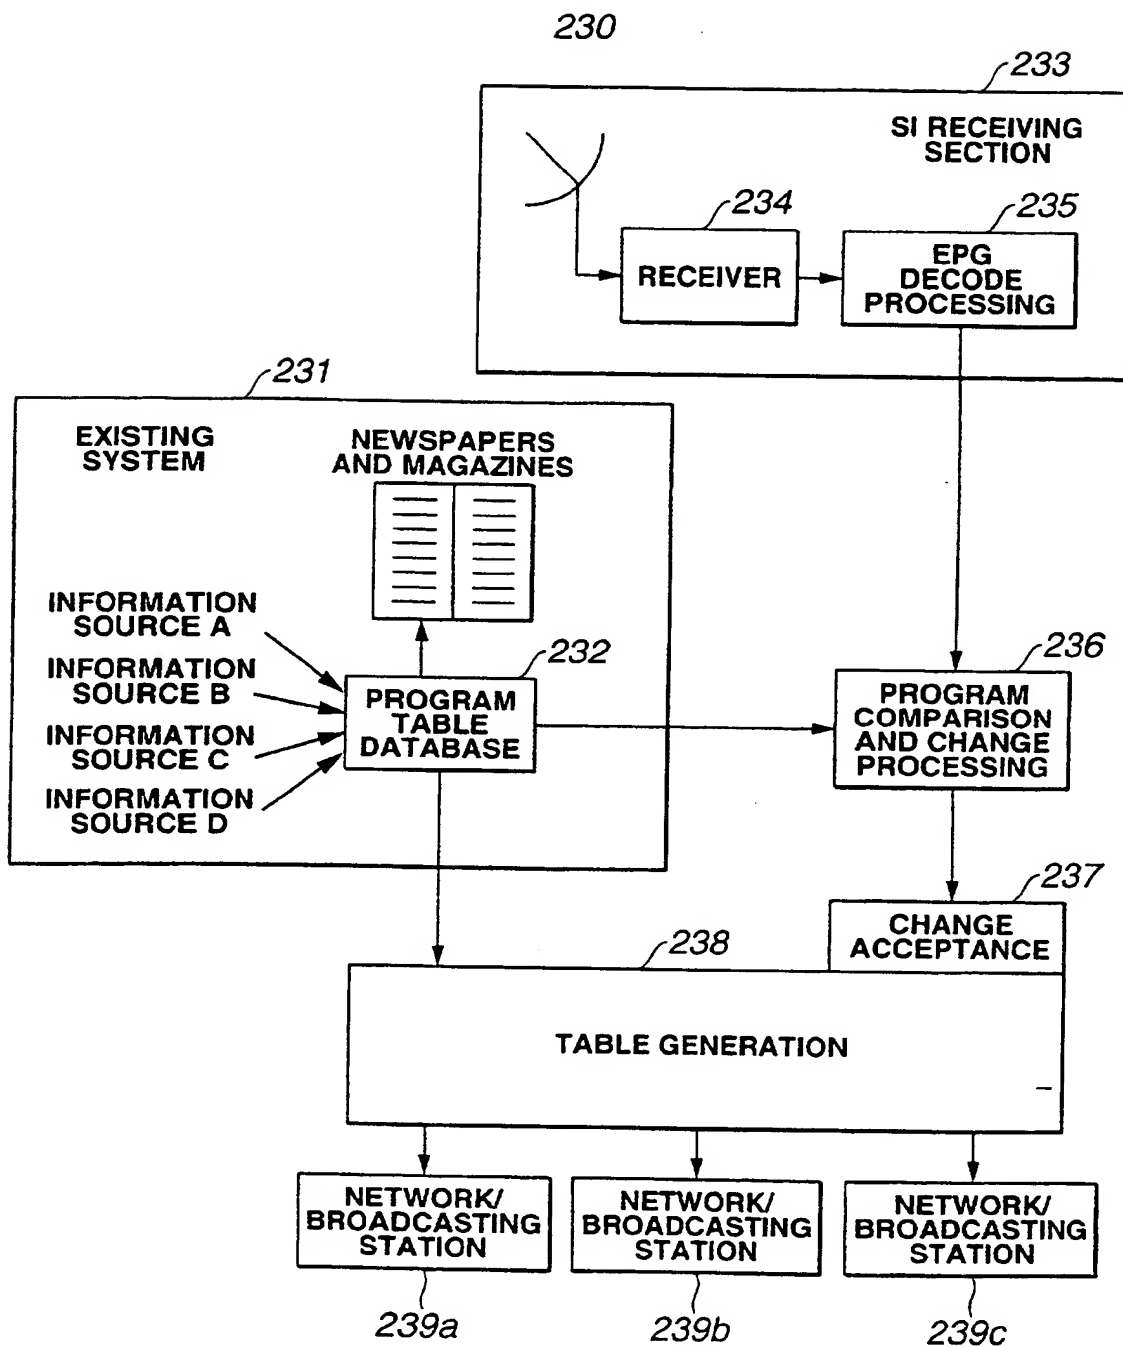 230
233
SI RECEIVING
SECTION
234
235
RECEIVER
EPG
DECODE
PROCESSING
231
EXISTING
SYSTEM
NEWSPAPERS
AND MAGAZINES
INFORMATION
SOURCE A
INFORMATION
SOURCE B
INFORMATION
SOURCE C
INFORMATION
SOURCE D
232
PROGRAM
TABLE
DATABASE
236
PROGRAM
COMPARISON
AND CHANGE
PROCESSING
237
CHANGE
ACCEPTANCE
238
TABLE GENERATION
NETWORK/
BROADCASTING
STATION
NETWORK/
BROADCASTING
STATION
NETWORK/
BROADCASTING
STATION
239a
239b
239c